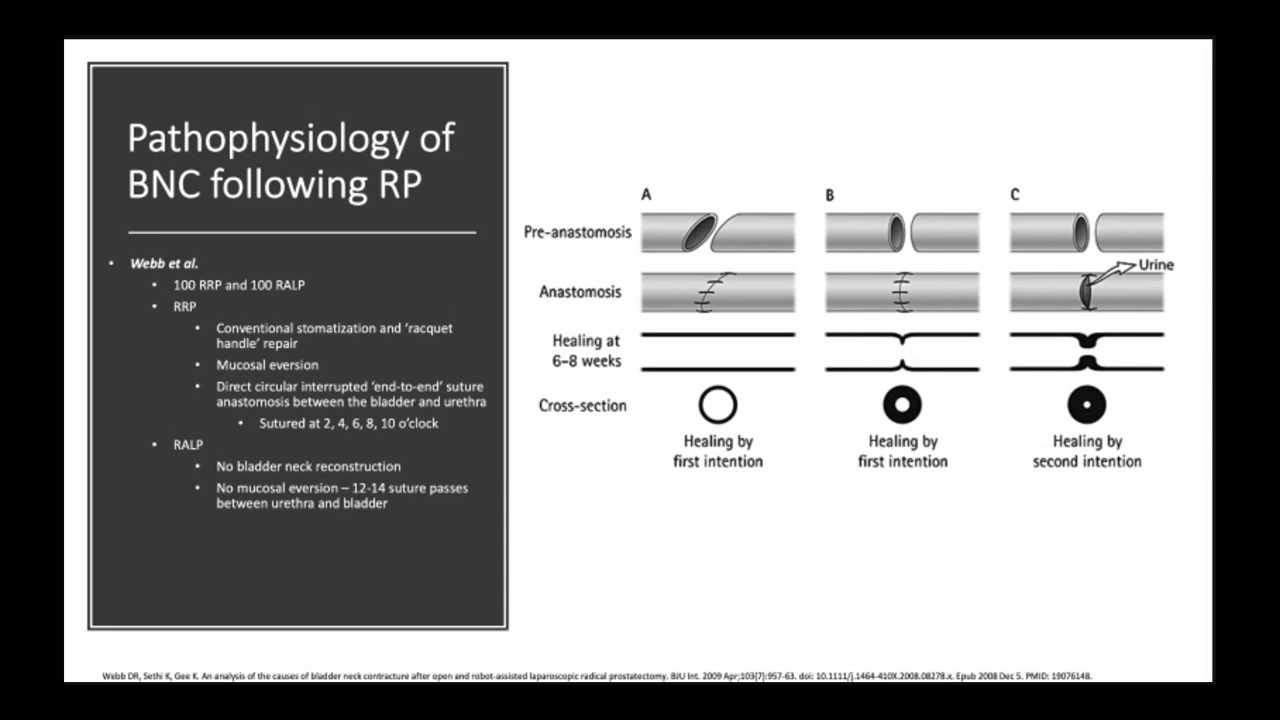 Pathophysiology of
BNC following RP
• Webb et al.
• 100 RRP and 100 RALP
• RRP
• Conventional stomatization and ‘racquet
handle’ repair
• Mucosal eversion
• Direct circular interrupted ‘end-to-end’ suture
anastomosis between the bladder and urethra
• Sutured at 2, 4, 6, 8, 10 o’clock
• RALP
• No bladder neck reconstruction
• No mucosal eversion – 12-14 suture passes
between urethra and bladder
A B C
Pre-anastomosis
Urine
Anastomosis
Healing at
6–8 weeks
Cross-section
Healing by
first intention
Healing by
first intention
Healing by
second intention
Webb DR, Sethi K, Gee K. An analysis of the causes of bladder neck contracture after open and robot-assisted laparoscopic radical prostatectomy. BJU Int. 2009 Apr;103(7):957-63. doi: 10.1111/j.1464-410X.2008.08278.x. Epub 2008 Dec 5. PMID: 19076148.